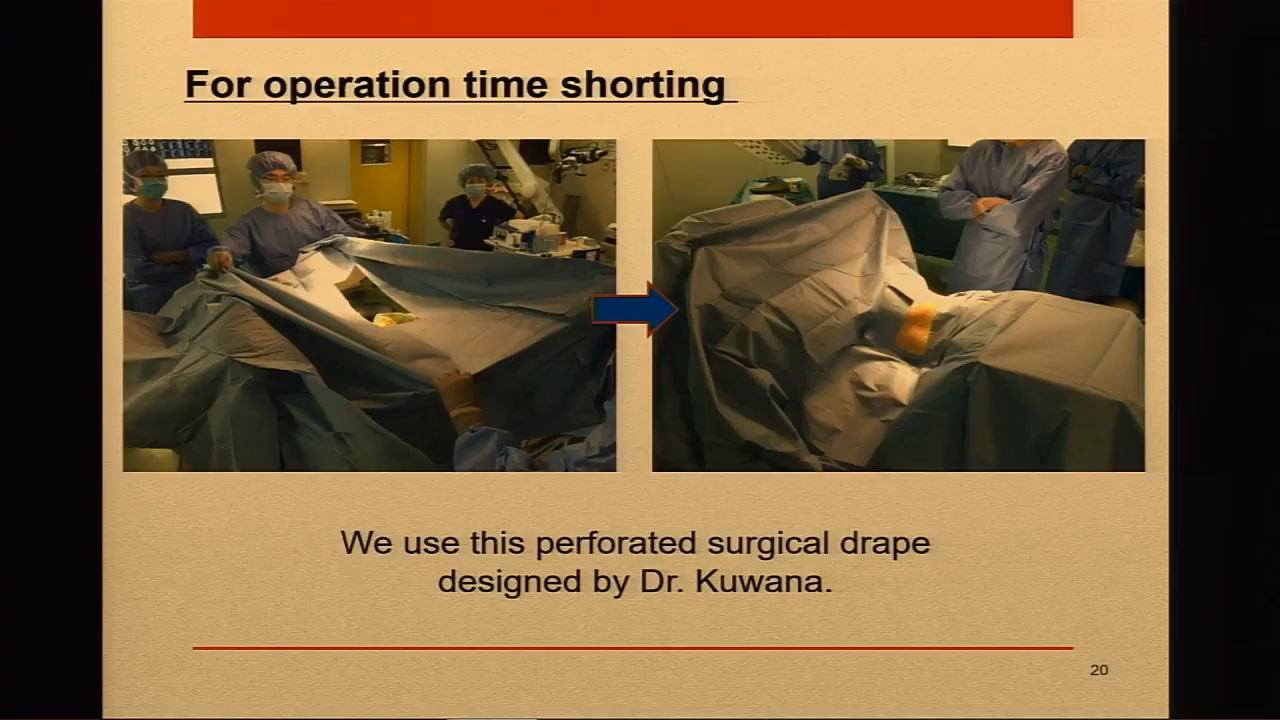 For operation time shorting
We use this perforated surgical drape
designed by Dr. Kuwana.
20